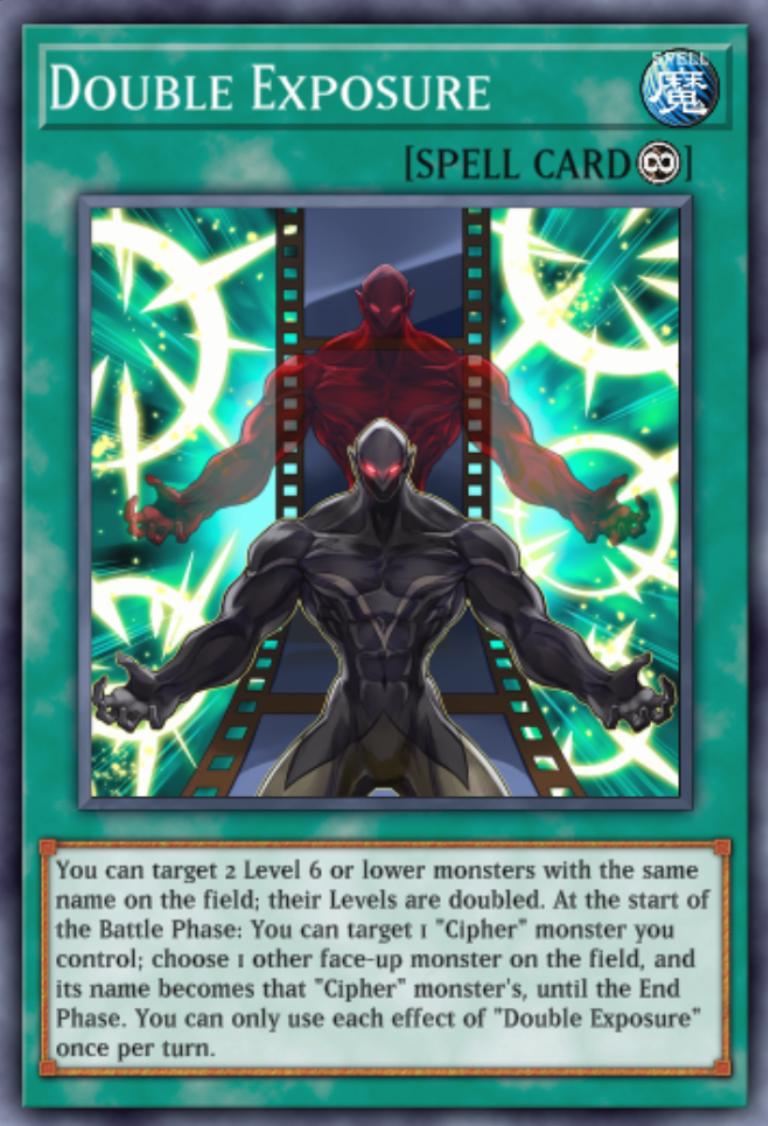 DOUBLE EXPOSURE
SPELL
魔
[SPELL CARD]
You can target 2 Level 6 or lower monsters with the same
name on the field; their Levels are doubled. At the start of
the Battle Phase: You can target 1 "Cipher" monster you
control; choose 1 other face-up monster on the field, and
its name becomes that "Cipher" monster's, until the End
Phase. You can only use each effect of "Double Exposure"
once per turn.